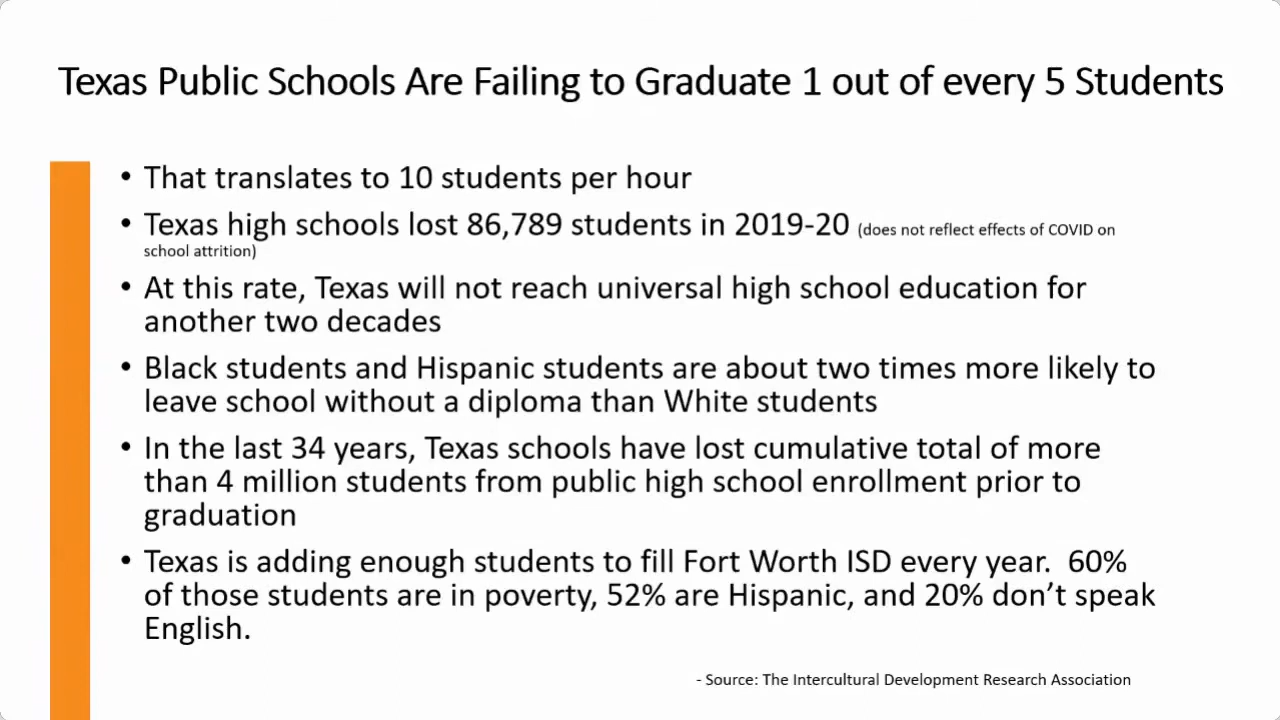 Texas Public Schools Are Failing to Graduate 1 out of every 5 Students
• That translates to 10 students per hour
• Texas high schools lost 86,789 students in 2019-20 (does not reflect effects of COVID on
school attrition)
• At this rate, Texas will not reach universal high school education for
another two decades
• Black students and Hispanic students are about two times more likely to
leave school without a diploma than White students
• In the last 34 years, Texas schools have lost cumulative total of more
than 4 million students from public high school enrollment prior to
graduation
• Texas is adding enough students to fill Fort Worth ISD every year.  60%
of those students are in poverty, 52% are Hispanic, and 20% don’t speak
English.
- Source: The Intercultural Development Research Association